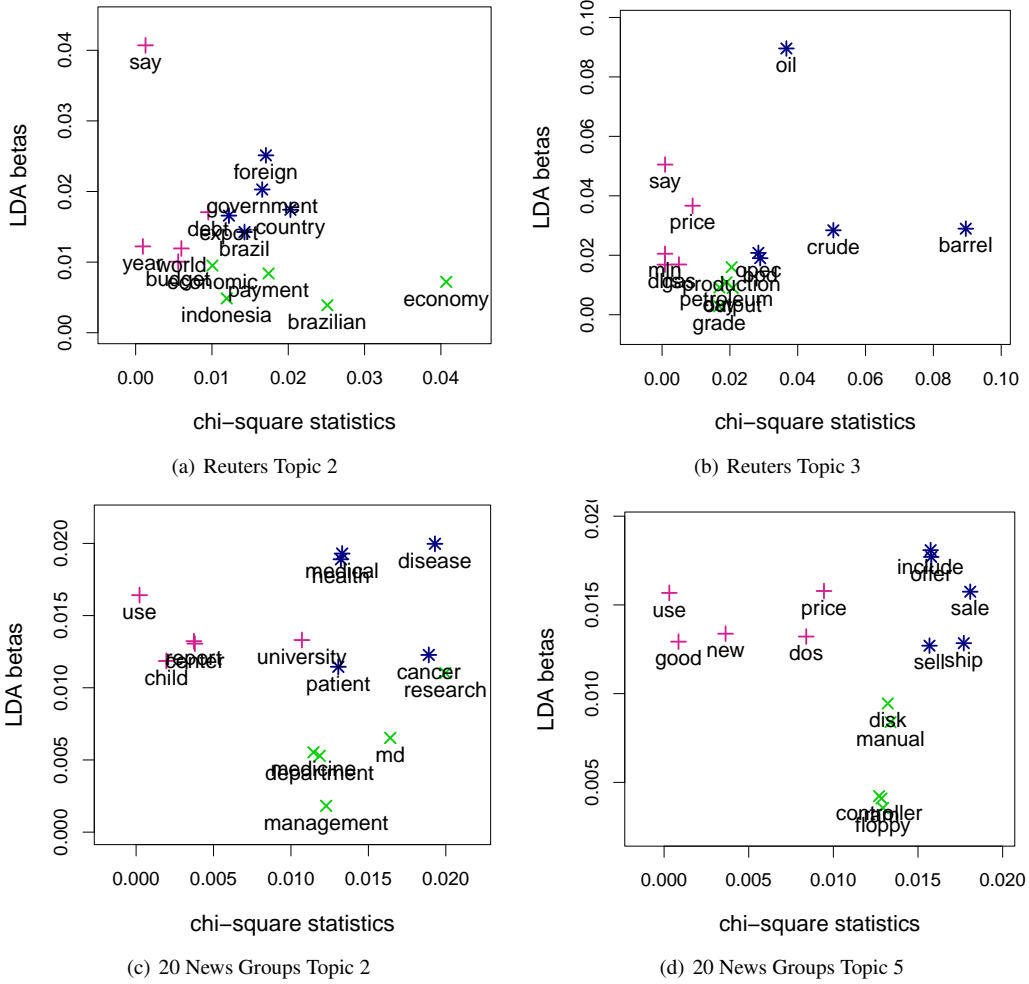 say
foreign
government
debt
export
country
brazil
year
world
budget
economic
payment
economy
indonesia
brazilian
0.00 0.01 0.02 0.03 0.04
0.00 0.01 0.02 0.03 0.04
LDA betas
chi−square statistics
(a) Reuters Topic 2
oil
say
price
crude
barrel
mln
opec
bpd
dlrs
gas
production
petroleum
day
output
grade
0.00 0.02 0.04 0.06 0.08 0.10
0.00 0.02 0.04 0.06 0.08 0.10
LDA betas
chi−square statistics
(b) Reuters Topic 3
disease
medical
health
use
report
center
university
child
patient
cancer
research
md
medicine
department
management
0.000 0.005 0.010 0.015 0.020
0.000 0.005 0.010 0.015 0.020
LDA betas
chi−square statistics
(c) 20 News Groups Topic 2
include
offer
use
price
sale
good
new
dos
sell
ship
disk
manual
controller
ram
floppy
0.005 0.010 0.015 0.020
0.000 0.005 0.010 0.015 0.020
LDA betas
chi−square statistics
(d) 20 News Groups Topic 5